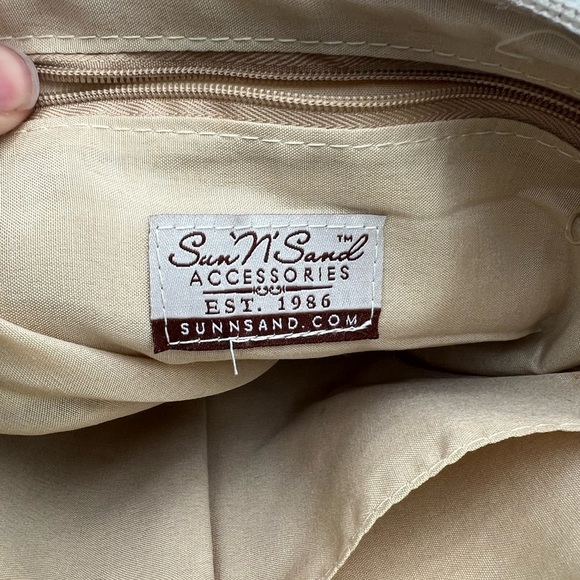 Sun'N'Sand™
ACCESSORIES
EST. 1986
SUNNSAND.COM